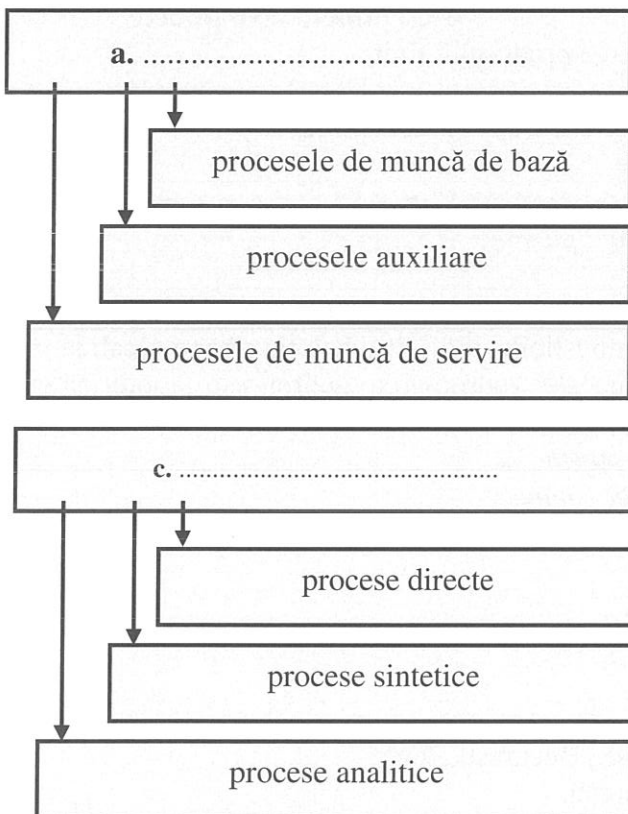 a. ................................................
procesele de muncă de bază
procesele auxiliare
procesele de muncă de servire
c. ..........................................
procese directe
procese sintetice
procese analitice